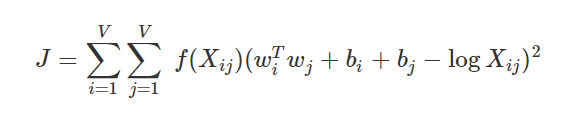 J = \sum_{i=1}^{V} \sum_{j=1}^{V} f(X_{ij})(w_i^T w_j + b_i + b_j - \log X_{ij})^2